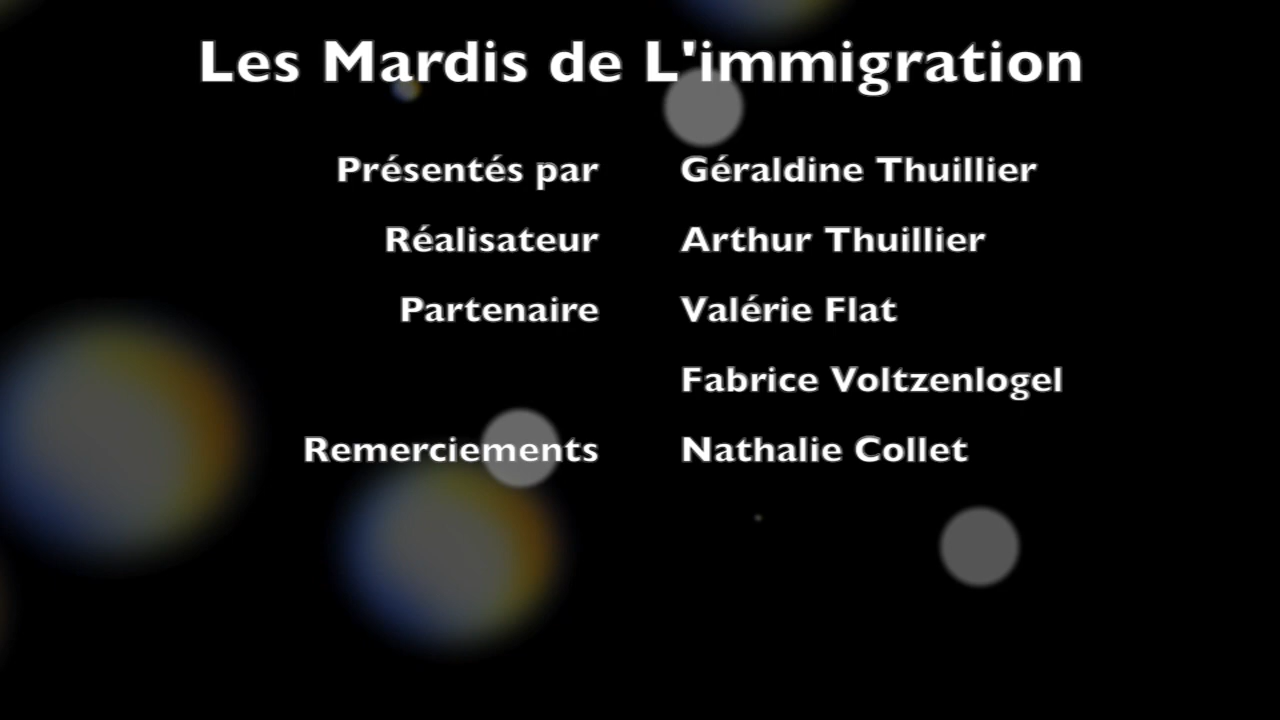 Les Mardis de L'immigration
Présentés par Géraldine Thuillier
Réalisateur Arthur Thuillier
Partenaire Valérie Flat
Fabrice Voltzenlogel
Remerciements Nathalie Collet